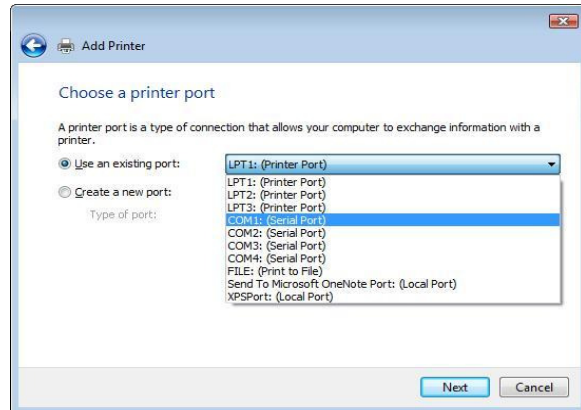 Add Printer
Choose a printer port
A printer port is a type of connection that allows your computer to exchange information with a
printer.
Use an existing port:
LPT1: (Printer Port)
LPT1: (Printer Port)
LPT2: (Printer Port)
LPT3: (Printer Port)
COM1: (Serial Port)
COM2: (Serial Port)
COM3: (Serial Port)
COM4: (Serial Port)
FILE: (Print to File)
Send To Microsoft OneNote Port: (Local Port)
XPSPort: (Local Port)
Create a new port:
Type of port:
Next
Cancel